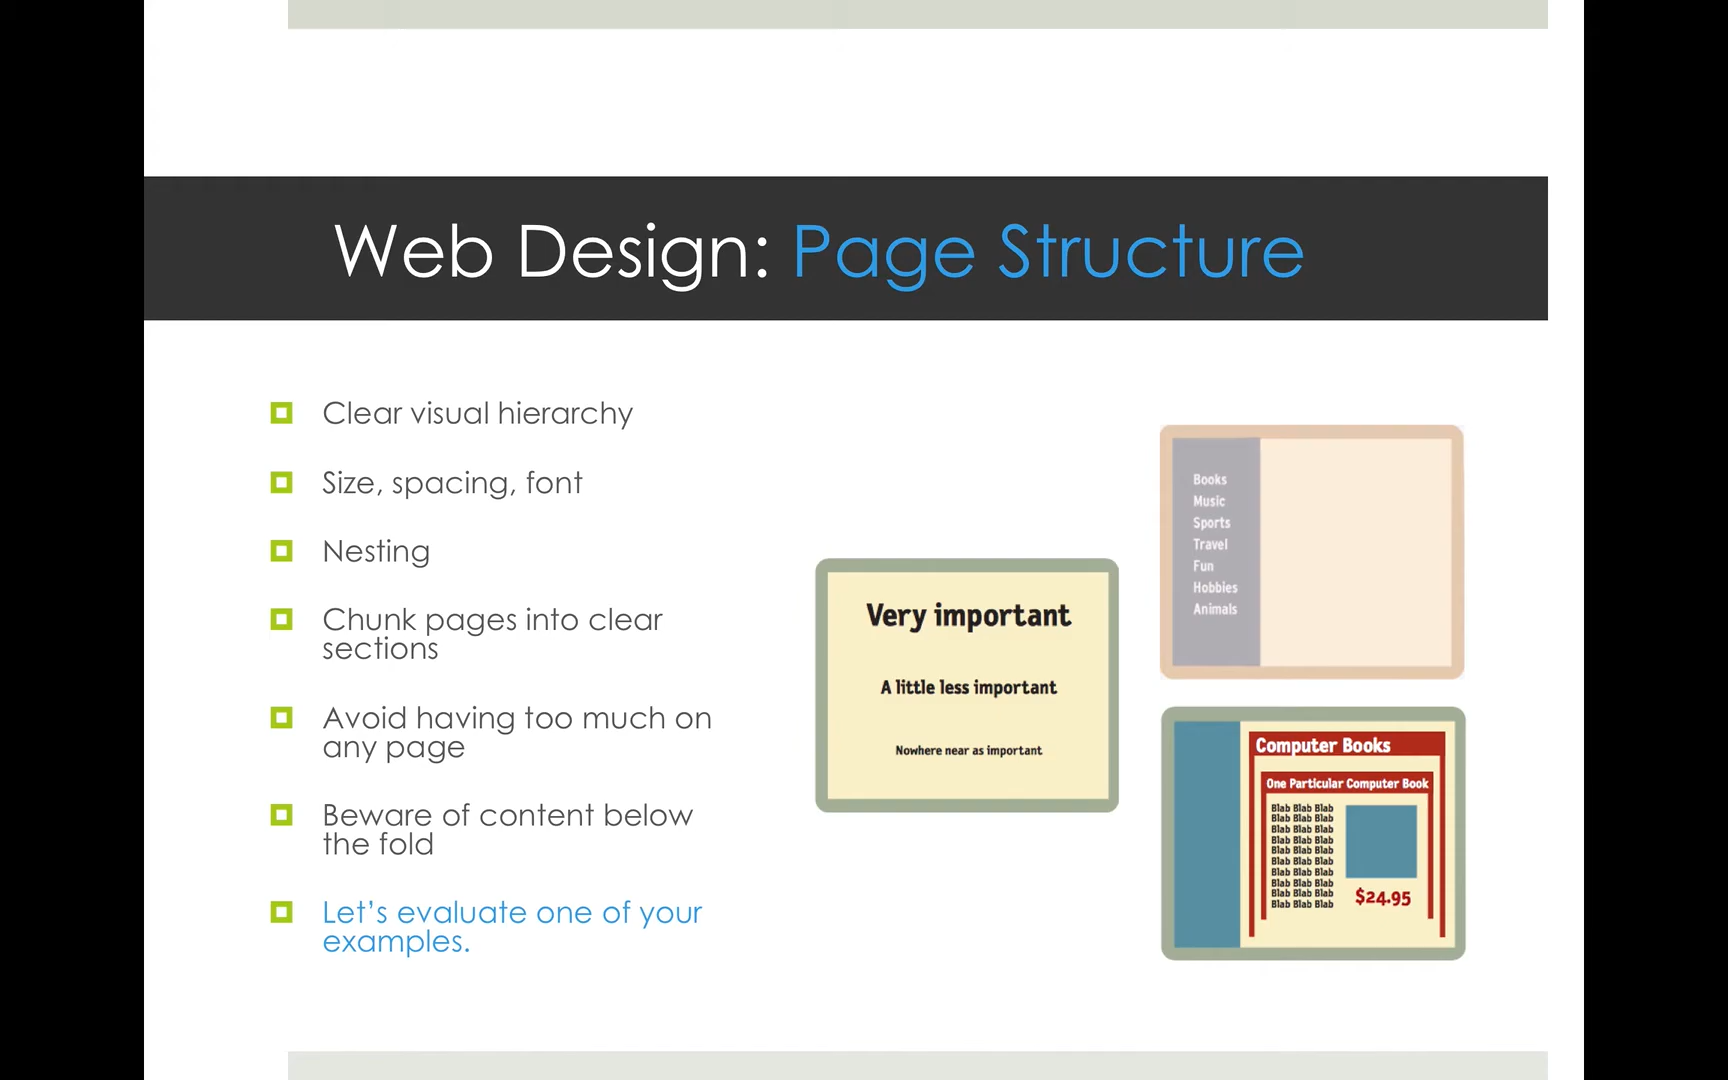 Web Design: Page Structure
Clear visual hierarchy
Size, spacing, font
Nesting
Chunk pages into clear
sections
Avoid having too much on
any page
Beware of content below
the fold
Let's evaluate one of your
examples.
Very important
A little less important
Nowhere near as important
Books
Music
Sports
Travel
Fun
Hobbies
Animals
Computer Books
One Particular Computer Book
Blab Blab Blab
Blab Blab Blab
Blab Blab Blab
Blab Blab Blab
Blab Blab Blab
Blab Blab Blab
Blab Blab Blab
Blab Blab Blab
Blab Blab Blab
Blab Blab Blab
$24.95